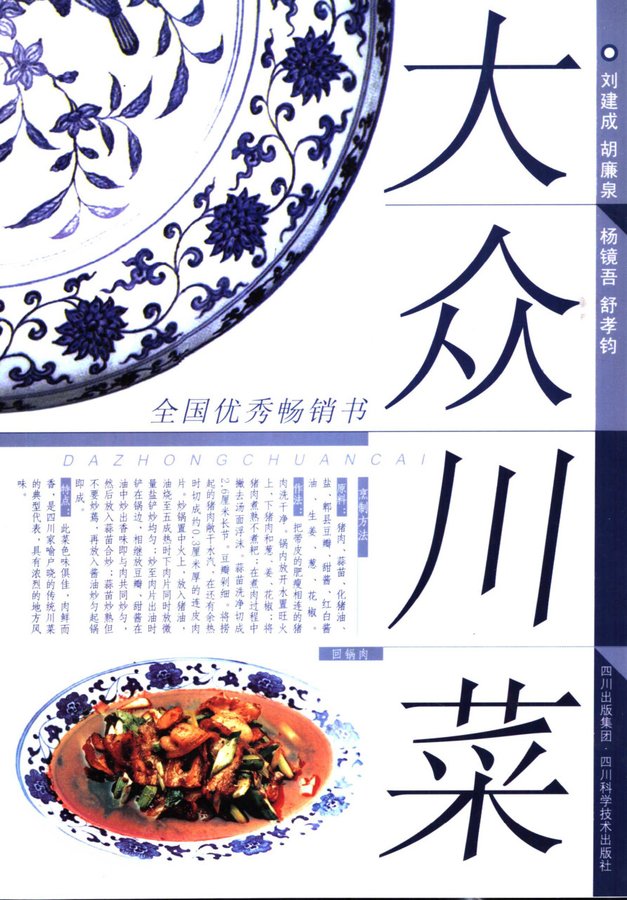 大众川菜
刘建成 胡廉泉
杨镜吾 舒孝钧
全国优秀畅销书
DAZHONGCHUANCAI
烹制方法
原料：猪肉、蒜苗、化猪油、
盐、郫县豆瓣、甜酱、红白酱
油、生姜、葱、花椒。
作法：把带皮的肥瘦相连的猪
肉洗干净。锅内放开水置旺火
上，下猪肉和葱、姜、花椒；将
猪肉煮熟不煮𤆵；在煮肉过程中
撇去汤面浮沫。蒜苗洗净切成
2.6厘米长节。豆瓣剁细。将捞
起的猪肉敞干水汽，在还有余热
时切成约0.3厘米厚的连皮肉
片。炒锅置中火上，放入猪油，
油烧至五成热时下肉片同时放微
量盐炒均匀；炒至肉片出油时
铲在锅边，相继放豆瓣、甜酱在
油中炒出香味即与肉共同炒匀，
然后放入蒜苗合炒；蒜苗炒熟但
不要炒蔫，再放入酱油炒匀起锅
即成。
特点：此菜色味俱佳，肉鲜而
香，是四川家喻户晓的传统川菜
的典型代表，具有浓烈的地方风
味。
回锅肉
四川出版集团·四川科学技术出版社